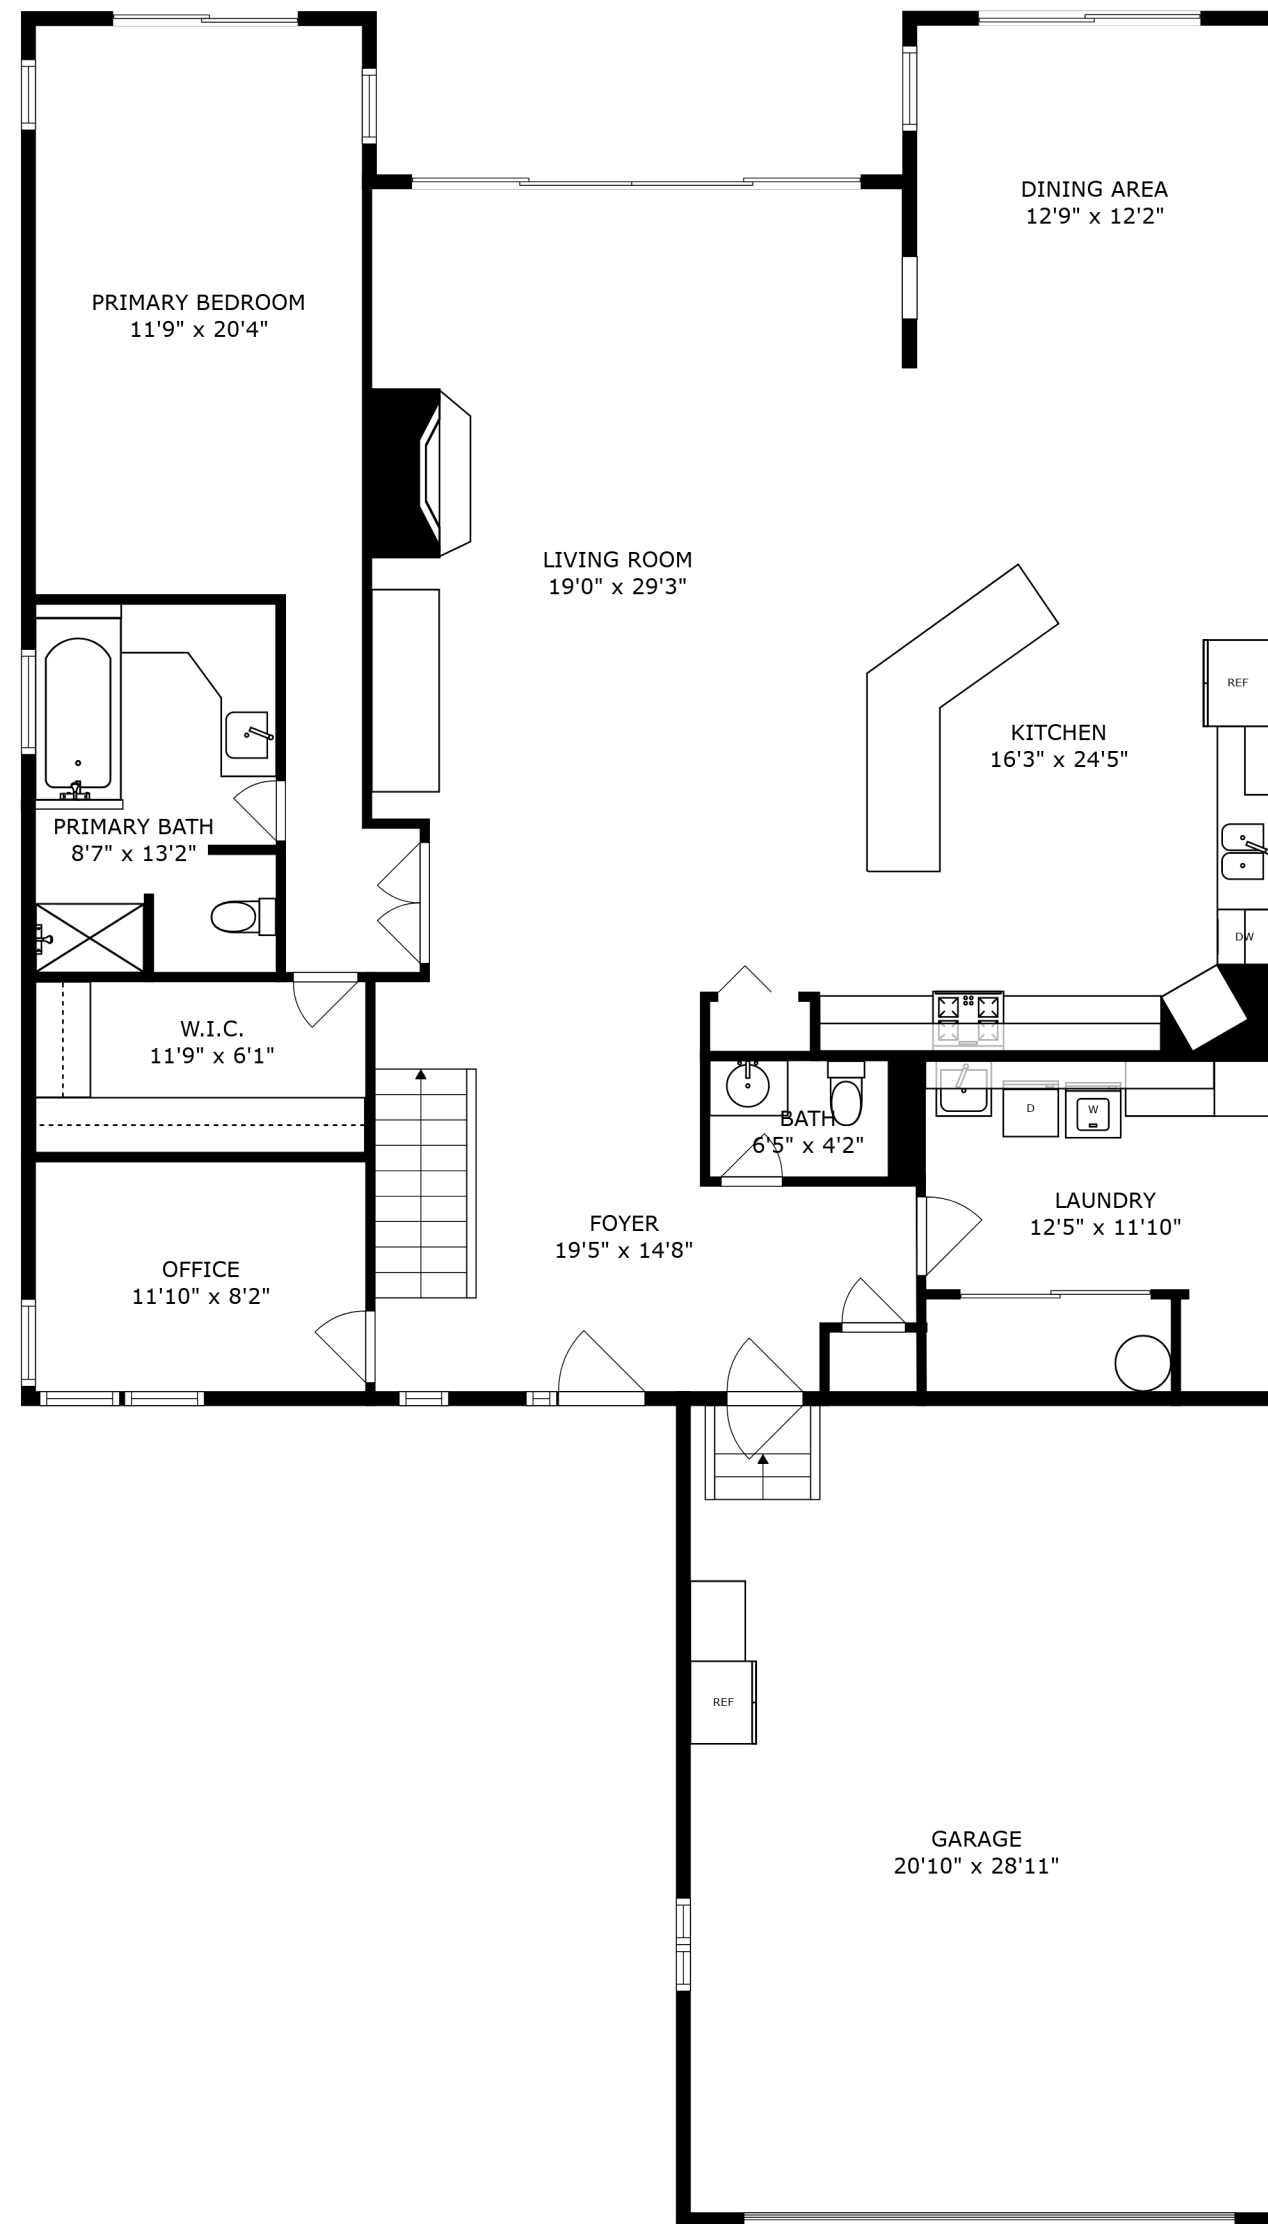 DINING AREA
12'9" x 12'2"
PRIMARY BEDROOM
11'9" x 20'4"
LIVING ROOM
19'0" x 29'3"
REF
KITCHEN
16'3" x 24'5"
PRIMARY BATH
8'7" x 13'2"
DW
W.I.C.
11'9" x 6'1"
D
W
BATH
6'5" x 4'2"
LAUNDRY
12'5" x 11'10"
FOYER
19'5" x 14'8"
OFFICE
11'10" x 8'2"
REF
GARAGE
20'10" x 28'11"